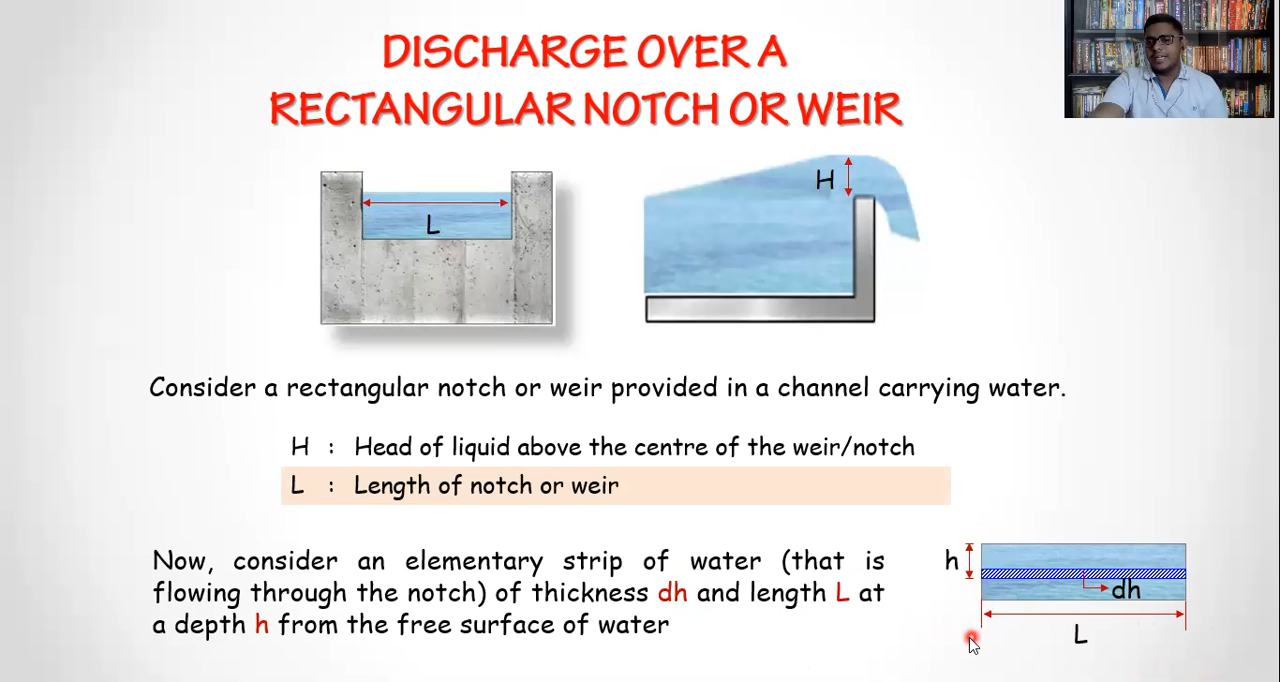 DISCHARGE OVER A
RECTANGULAR NOTCH OR WEIR
L
H
Consider a rectangular notch or weir provided in a channel carrying water.
H : Head of liquid above the centre of the weir/notch
L : Length of notch or weir
Now, consider an elementary strip of water (that is
flowing through the notch) of thickness dh and length L at
a depth h from the free surface of water
h
dh
L